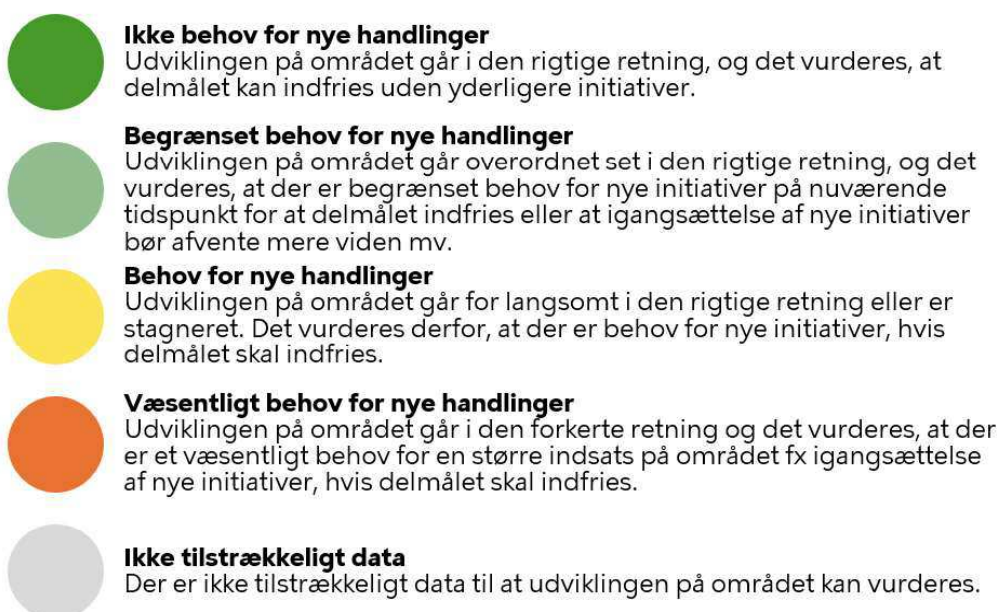 Ikke behov for nye handlinger
Udviklingen på området går i den rigtige retning, og det vurderes, at
delmålet kan indfries uden yderligere initiativer.
Begrænset behov for nye handlinger
Udviklingen på området går overordnet set i den rigtige retning, og det
vurderes, at der er begrænset behov for nye initiativer på nuværende
tidspunkt for at delmålet indfries eller at igangsættelse af nye initiativer
bør afvente mere viden mv.
Behov for nye handlinger
Udviklingen på området går for langsomt i den rigtige retning eller er
stagneret. Det vurderes derfor, at der er behov for nye initiativer, hvis
delmålet skal indfries.
Væsentligt behov for nye handlinger
Udviklingen på området går i den forkerte retning og det vurderes, at der
er et væsentligt behov for en større indsats på området fx igangsættelse
af nye initiativer, hvis delmålet skal indfries.
Ikke tilstrækkeligt data
Der er ikke tilstrækkeligt data til at udviklingen på området kan vurderes.